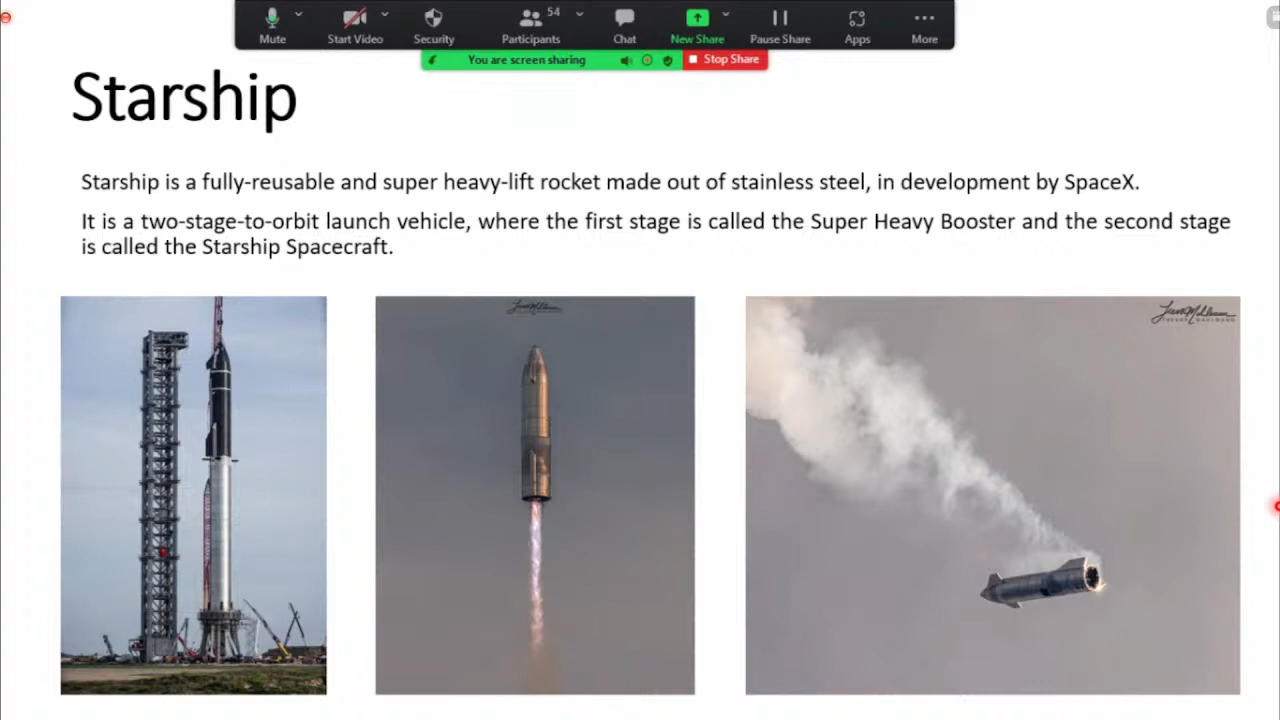 54
Mute
Start Video
Security
Participants
Chat
New Share
Pause Share
Apps
More
You are screen sharing
Stop Share
Starship
Starship is a fully-reusable and super heavy-lift rocket made out of stainless steel, in development by SpaceX.
It is a two-stage-to-orbit launch vehicle, where the first stage is called the Super Heavy Booster and the second stage
is called the Starship Spacecraft.